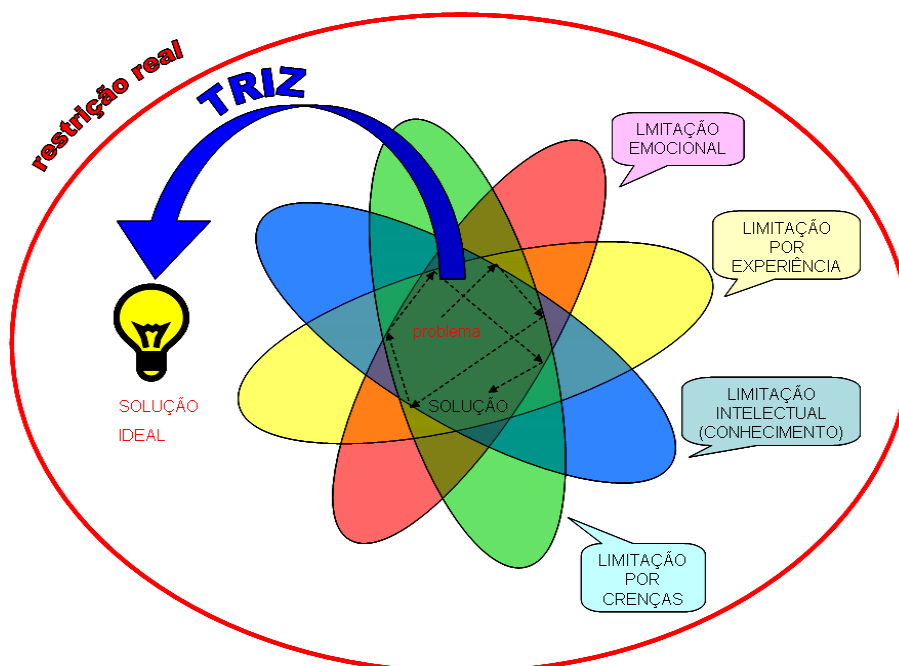 restrição real
TRIZ
LMITAÇÃO
EMOCIONAL
LIMITAÇÃO
POR
EXPERIÊNCIA
problema
SOLUÇÃO
SOLUÇÃO
IDEAL
LIMITAÇÃO
INTELECTUAL
(CONHECIMENTO)
LIMITAÇÃO
POR
CRENÇAS